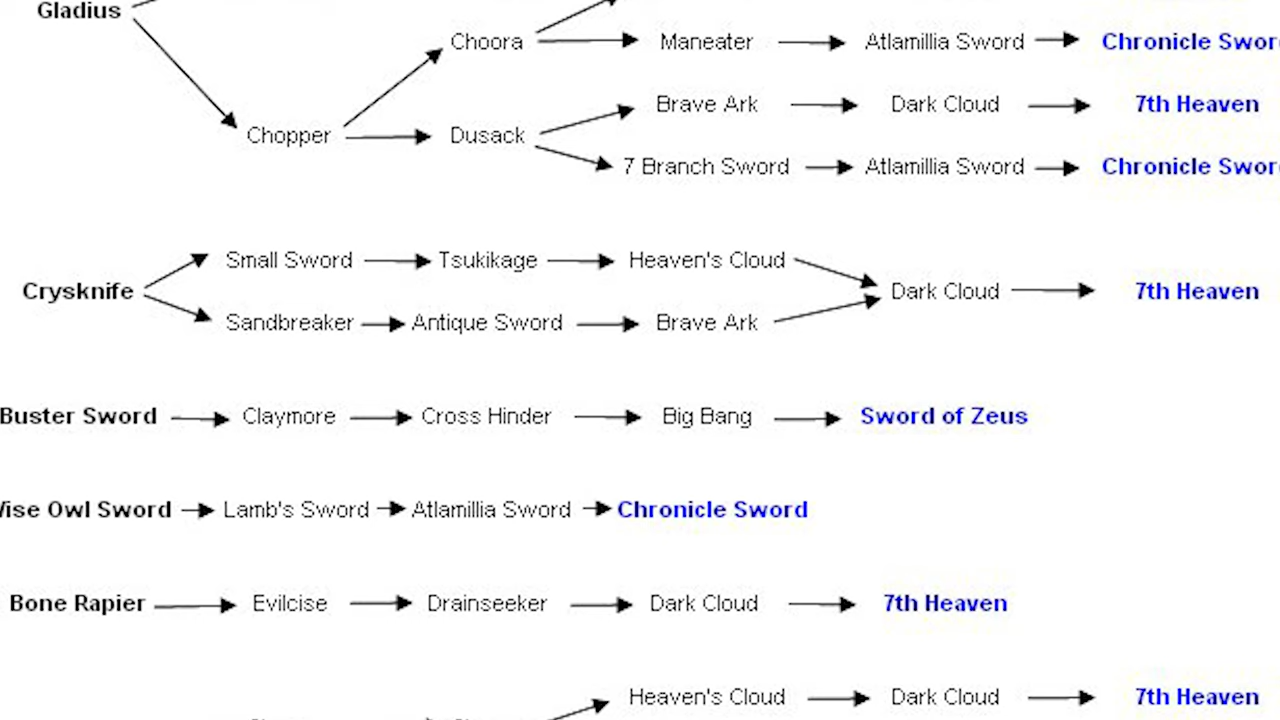 Gladius
Choora Maneater Atlamillia Sword Chronicle
Brave Ark Dark Cloud 7th Heaven
Chopper Dusack
7 Branch Sword Atlamillia Sword Chronicle
Small Sword Tsukikage Heaven's Cloud
Crysknife Dark Cloud 7th Heaven
Sandbreaker Antique Sword Brave Ark
Buster Sword Claymore Cross Hinder Big Bang Sword of Zeus
Owl Sword Lamb's Sword Atlamillia Sword Chronicle Sword
Bone Rapier Evilcise Drainseeker Dark Cloud 7th Heaven
Heaven's Cloud Dark Cloud 7th Heaven